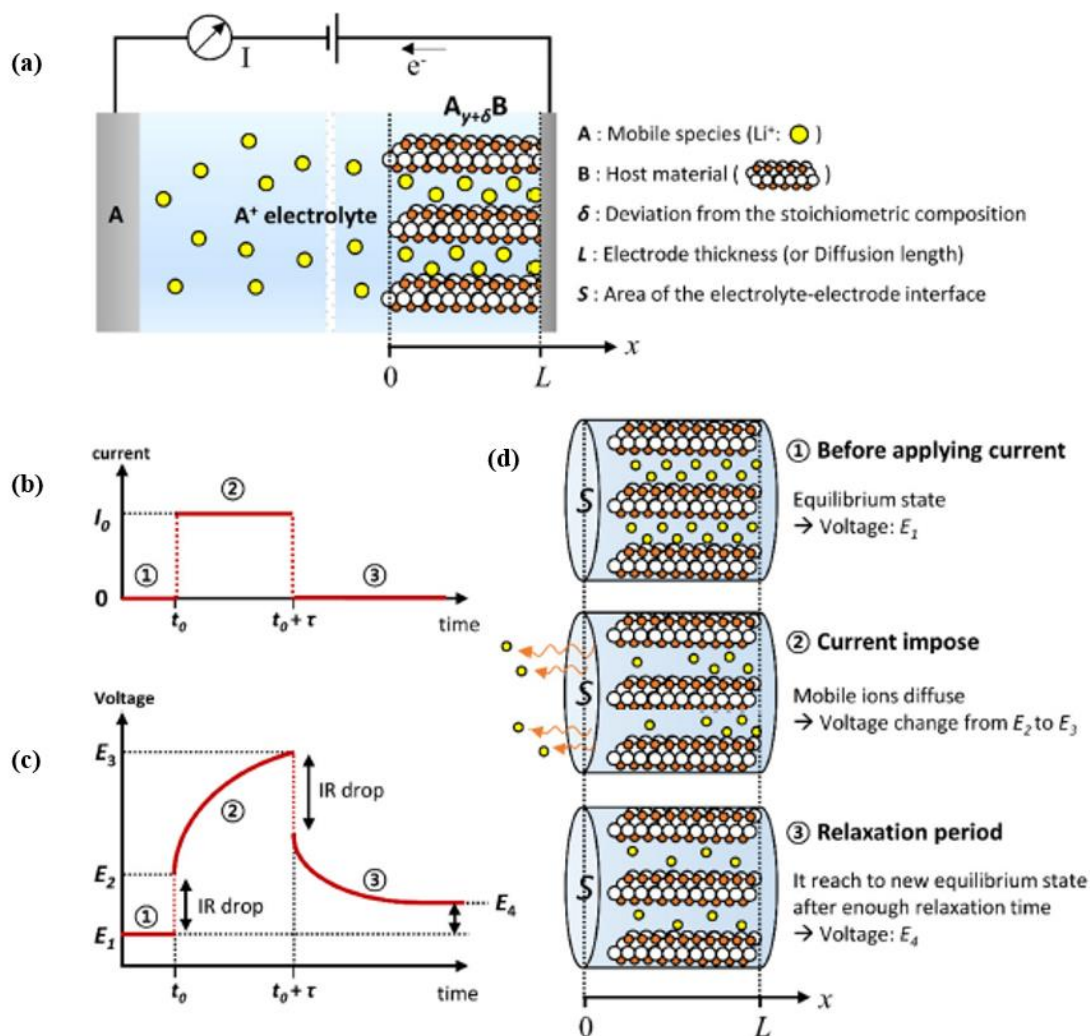 (a)
I
e⁻
A_{y+δ}B
A
A⁺ electrolyte
x
0
L
A : Mobile species (Li⁺: )
B : Host material ( )
δ : Deviation from the stoichiometric composition
L : Electrode thickness (or Diffusion length)
S : Area of the electrolyte-electrode interface
(b)
current
I₀
0
①
②
③
t₀
t₀ + τ
time
(c)
Voltage
E₃
E₂
E₁
①
②
③
IR drop
IR drop
E₄
t₀
t₀ + τ
time
(d)
S
① Before applying current
Equilibrium state
→ Voltage: E₁
S
② Current impose
Mobile ions diffuse
→ Voltage change from E₂ to E₃
S
③ Relaxation period
It reach to new equilibrium state
after enough relaxation time
→ Voltage: E₄
0
L
x